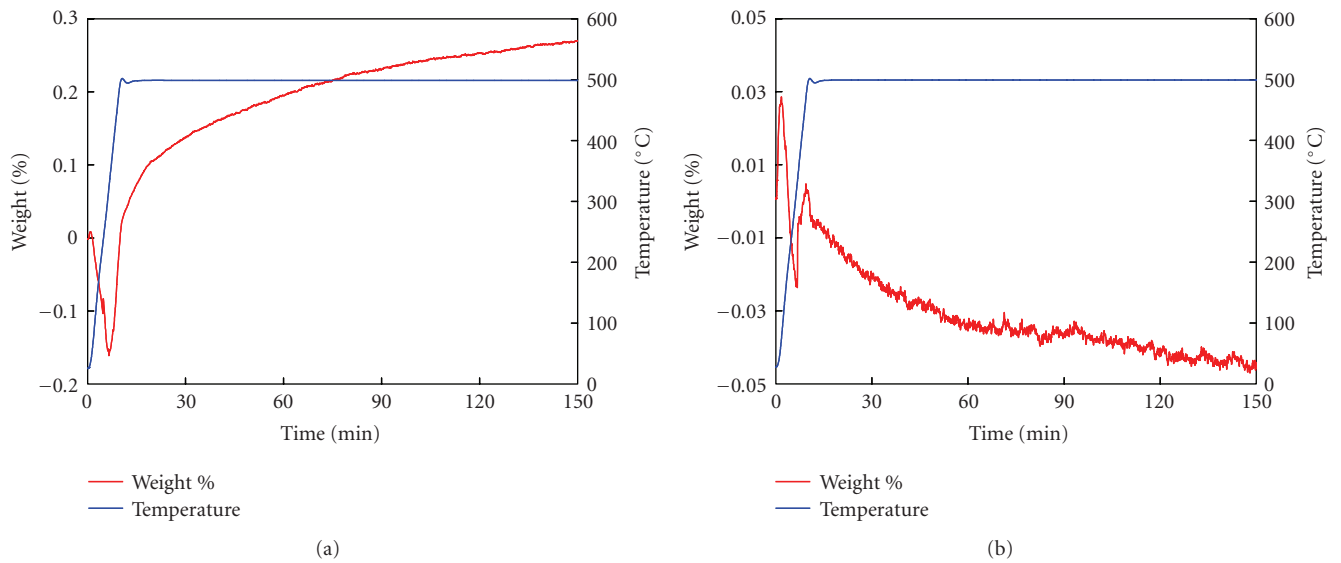 0.3
0.2
0.1
0
−0.1
−0.2
Weight (%)
600
500
400
300
200
100
0
Temperature (°C)
0 30 60 90 120 150
Time (min)
Weight %
Temperature
(a)
0.05
0.03
0.01
−0.01
−0.03
−0.05
Weight (%)
600
500
400
300
200
100
0
Temperature (°C)
0 30 60 90 120 150
Time (min)
Weight %
Temperature
(b)